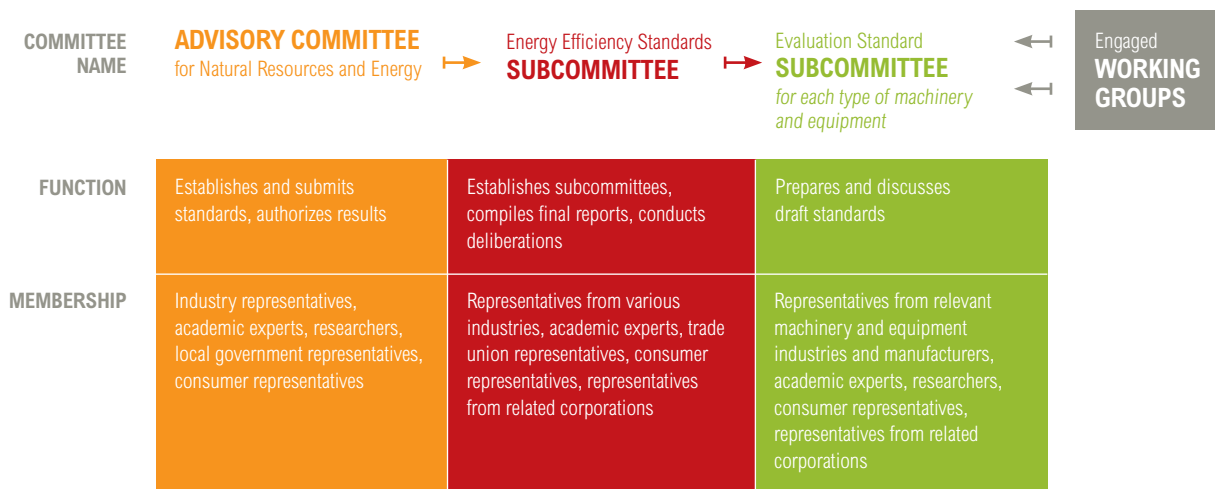 COMMITTEE
NAME
ADVISORY COMMITTEE
for Natural Resources and Energy
Energy Efficiency Standards
SUBCOMMITTEE
Evaluation Standard
SUBCOMMITTEE
for each type of machinery
and equipment
Engaged
WORKING
GROUPS
FUNCTION
Establishes and submits
standards, authorizes results
Establishes subcommittees,
compiles final reports, conducts
deliberations
Prepares and discusses
draft standards
MEMBERSHIP
Industry representatives,
academic experts, researchers,
local government representatives,
consumer representatives
Representatives from various
industries, academic experts, trade
union representatives, consumer
representatives, representatives
from related corporations
Representatives from relevant
machinery and equipment
industries and manufacturers,
academic experts, researchers,
consumer representatives,
representatives from related
corporations